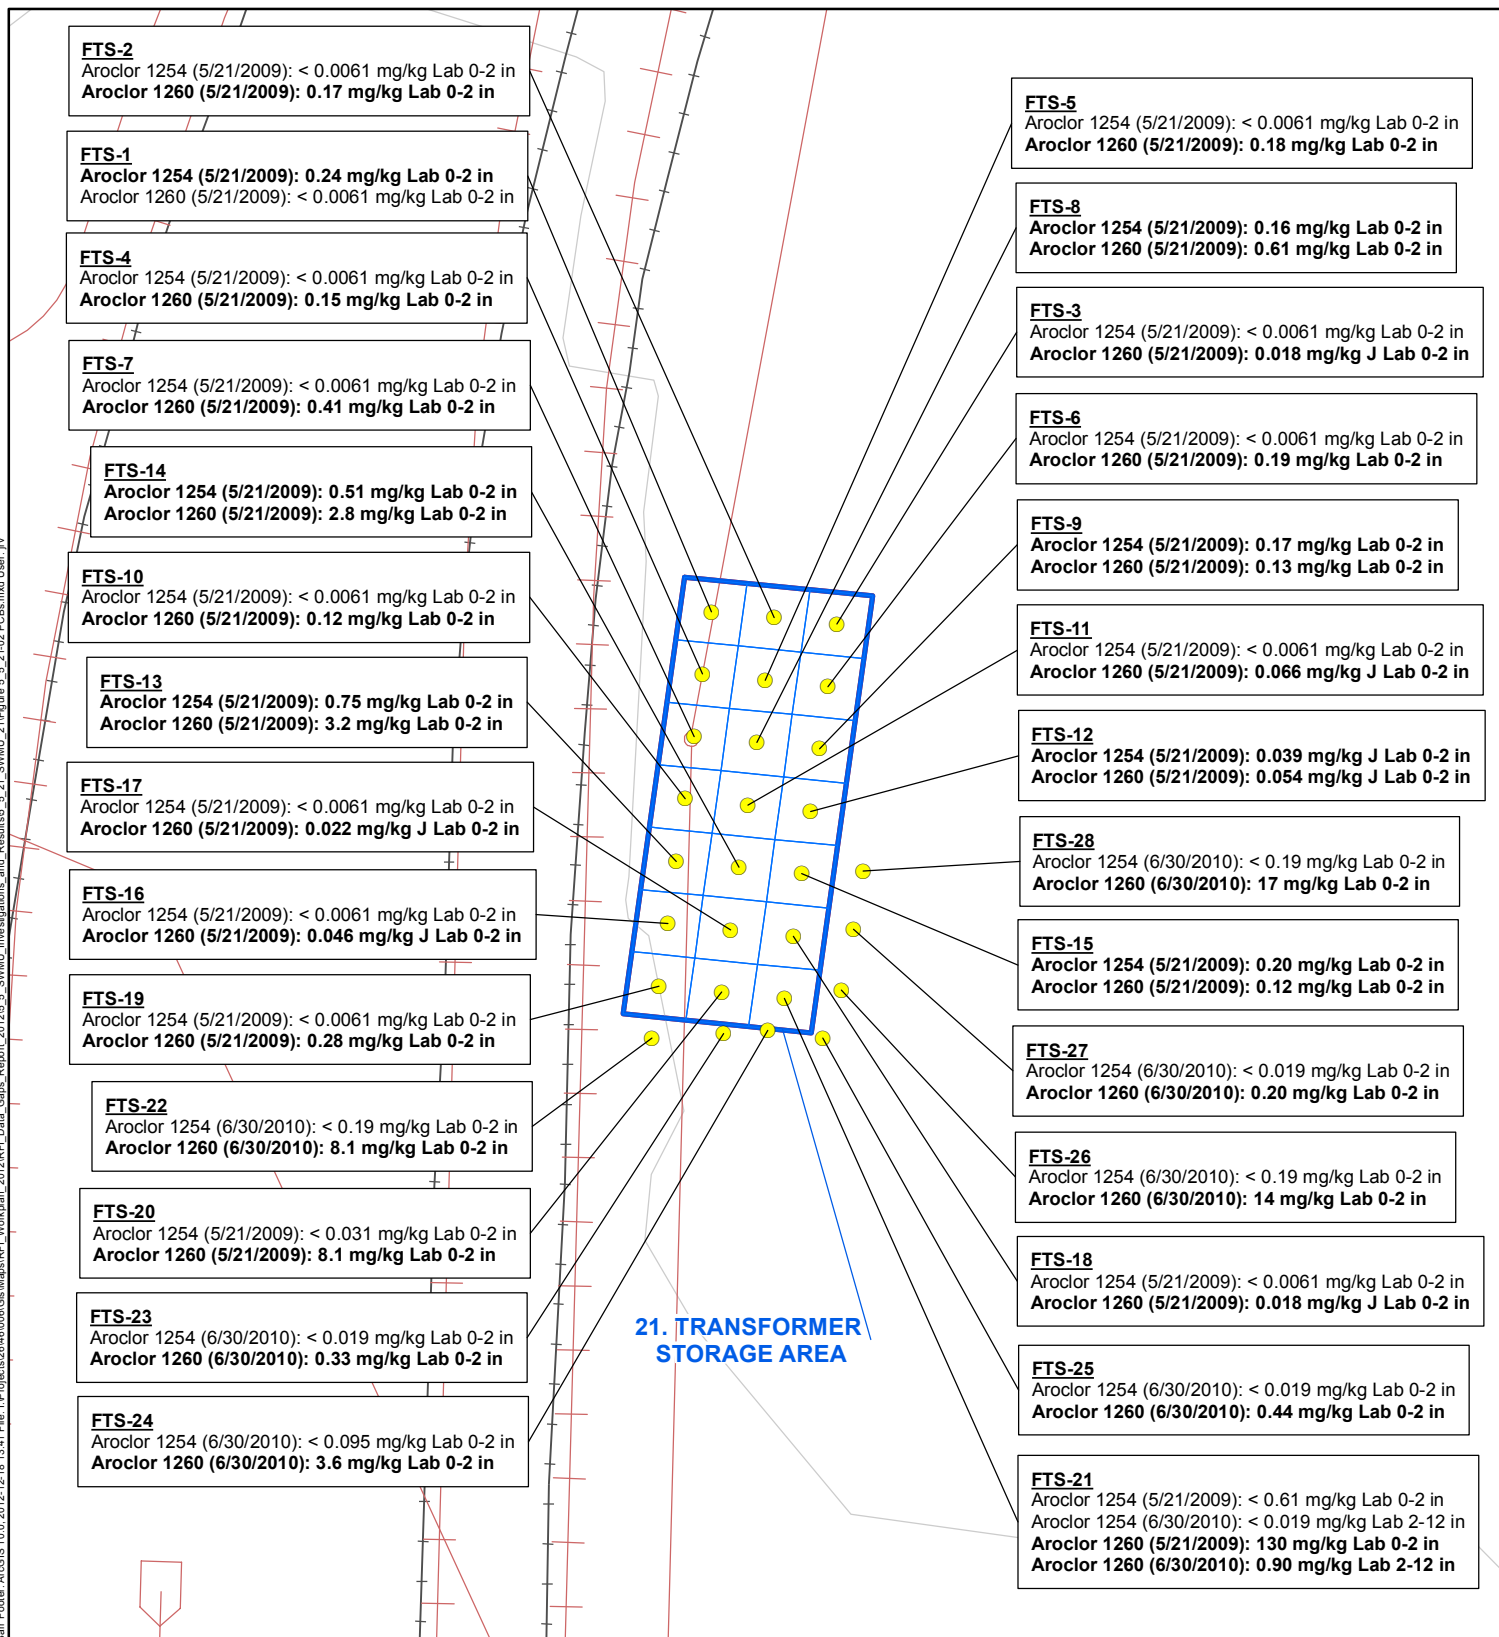 FTS-2
Aroclor 1254 (5/21/2009): < 0.0061 mg/kg Lab 0-2 in
Aroclor 1260 (5/21/2009): 0.17 mg/kg Lab 0-2 in
FTS-1
Aroclor 1254 (5/21/2009): 0.24 mg/kg Lab 0-2 in
Aroclor 1260 (5/21/2009): < 0.0061 mg/kg Lab 0-2 in
FTS-4
Aroclor 1254 (5/21/2009): < 0.0061 mg/kg Lab 0-2 in
Aroclor 1260 (5/21/2009): 0.15 mg/kg Lab 0-2 in
FTS-7
Aroclor 1254 (5/21/2009): < 0.0061 mg/kg Lab 0-2 in
Aroclor 1260 (5/21/2009): 0.41 mg/kg Lab 0-2 in
FTS-14
Aroclor 1254 (5/21/2009): 0.51 mg/kg Lab 0-2 in
Aroclor 1260 (5/21/2009): 2.8 mg/kg Lab 0-2 in
FTS-10
Aroclor 1254 (5/21/2009): < 0.0061 mg/kg Lab 0-2 in
Aroclor 1260 (5/21/2009): 0.12 mg/kg Lab 0-2 in
FTS-13
Aroclor 1254 (5/21/2009): 0.75 mg/kg Lab 0-2 in
Aroclor 1260 (5/21/2009): 3.2 mg/kg Lab 0-2 in
FTS-17
Aroclor 1254 (5/21/2009): < 0.0061 mg/kg Lab 0-2 in
Aroclor 1260 (5/21/2009): 0.022 mg/kg J Lab 0-2 in
FTS-16
Aroclor 1254 (5/21/2009): < 0.0061 mg/kg Lab 0-2 in
Aroclor 1260 (5/21/2009): 0.046 mg/kg J Lab 0-2 in
FTS-19
Aroclor 1254 (5/21/2009): < 0.0061 mg/kg Lab 0-2 in
Aroclor 1260 (5/21/2009): 0.28 mg/kg Lab 0-2 in
FTS-22
Aroclor 1254 (6/30/2010): < 0.19 mg/kg Lab 0-2 in
Aroclor 1260 (6/30/2010): 8.1 mg/kg Lab 0-2 in
FTS-20
Aroclor 1254 (5/21/2009): < 0.031 mg/kg Lab 0-2 in
Aroclor 1260 (5/21/2009): 8.1 mg/kg Lab 0-2 in
FTS-23
Aroclor 1254 (6/30/2010): < 0.019 mg/kg Lab 0-2 in
Aroclor 1260 (6/30/2010): 0.33 mg/kg Lab 0-2 in
FTS-24
Aroclor 1254 (6/30/2010): < 0.095 mg/kg Lab 0-2 in
Aroclor 1260 (6/30/2010): 3.6 mg/kg Lab 0-2 in
21. TRANSFORMER
STORAGE AREA
FTS-5
Aroclor 1254 (5/21/2009): < 0.0061 mg/kg Lab 0-2 in
Aroclor 1260 (5/21/2009): 0.18 mg/kg Lab 0-2 in
FTS-8
Aroclor 1254 (5/21/2009): 0.16 mg/kg Lab 0-2 in
Aroclor 1260 (5/21/2009): 0.61 mg/kg Lab 0-2 in
FTS-3
Aroclor 1254 (5/21/2009): < 0.0061 mg/kg Lab 0-2 in
Aroclor 1260 (5/21/2009): 0.018 mg/kg J Lab 0-2 in
FTS-6
Aroclor 1254 (5/21/2009): < 0.0061 mg/kg Lab 0-2 in
Aroclor 1260 (5/21/2009): 0.19 mg/kg Lab 0-2 in
FTS-9
Aroclor 1254 (5/21/2009): 0.17 mg/kg Lab 0-2 in
Aroclor 1260 (5/21/2009): 0.13 mg/kg Lab 0-2 in
FTS-11
Aroclor 1254 (5/21/2009): < 0.0061 mg/kg Lab 0-2 in
Aroclor 1260 (5/21/2009): 0.066 mg/kg J Lab 0-2 in
FTS-12
Aroclor 1254 (5/21/2009): 0.039 mg/kg J Lab 0-2 in
Aroclor 1260 (5/21/2009): 0.054 mg/kg J Lab 0-2 in
FTS-28
Aroclor 1254 (6/30/2010): < 0.19 mg/kg Lab 0-2 in
Aroclor 1260 (6/30/2010): 17 mg/kg Lab 0-2 in
FTS-15
Aroclor 1254 (5/21/2009): 0.20 mg/kg Lab 0-2 in
Aroclor 1260 (5/21/2009): 0.12 mg/kg Lab 0-2 in
FTS-27
Aroclor 1254 (6/30/2010): < 0.019 mg/kg Lab 0-2 in
Aroclor 1260 (6/30/2010): 0.20 mg/kg Lab 0-2 in
FTS-26
Aroclor 1254 (6/30/2010): < 0.19 mg/kg Lab 0-2 in
Aroclor 1260 (6/30/2010): 14 mg/kg Lab 0-2 in
FTS-18
Aroclor 1254 (5/21/2009): < 0.0061 mg/kg Lab 0-2 in
Aroclor 1260 (5/21/2009): 0.018 mg/kg J Lab 0-2 in
FTS-25
Aroclor 1254 (6/30/2010): < 0.019 mg/kg Lab 0-2 in
Aroclor 1260 (6/30/2010): 0.44 mg/kg Lab 0-2 in
FTS-21
Aroclor 1254 (5/21/2009): < 0.61 mg/kg Lab 0-2 in
Aroclor 1254 (6/30/2010): < 0.019 mg/kg Lab 2-12 in
Aroclor 1260 (5/21/2009): 130 mg/kg Lab 0-2 in
Aroclor 1260 (6/30/2010): 0.90 mg/kg Lab 2-12 in